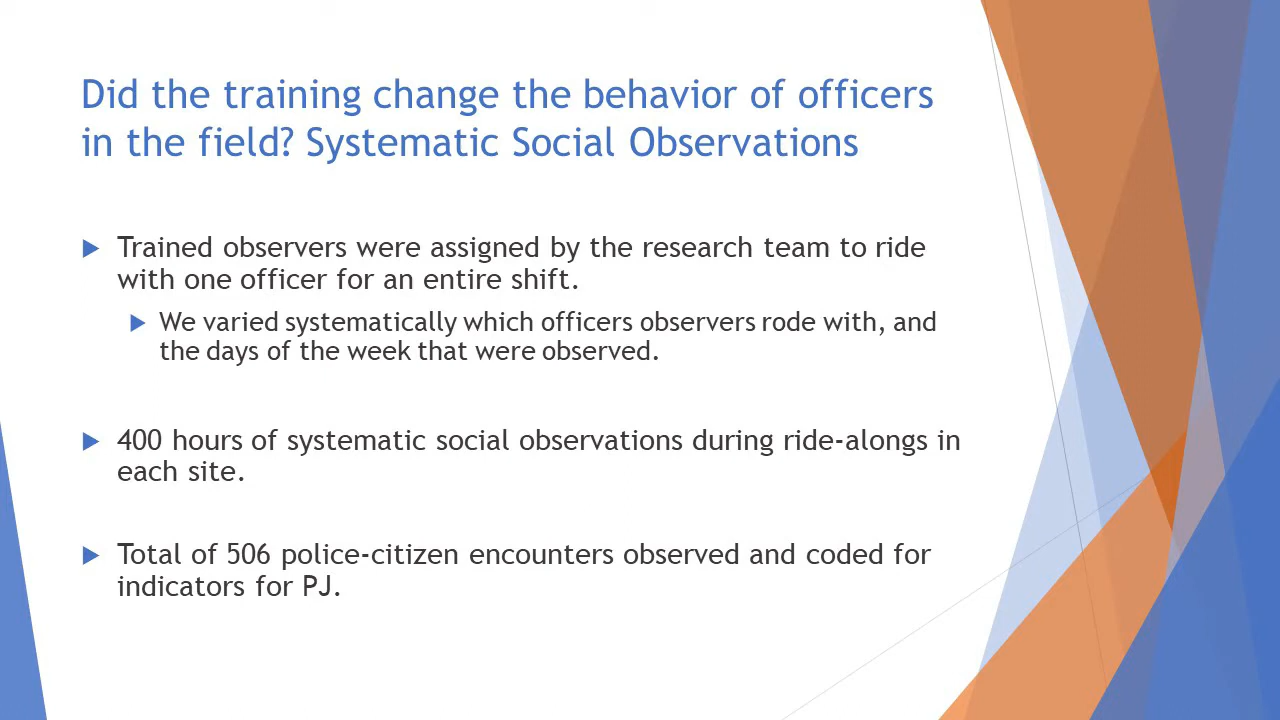 Did the training change the behavior of officers
in the field? Systematic Social Observations
Trained observers were assigned by the research team to ride
with one officer for an entire shift.
We varied systematically which officers observers rode with, and
the days of the week that were observed.
400 hours of systematic social observations during ride-alongs in
each site.
Total of 506 police-citizen encounters observed and coded for
indicators for PJ.